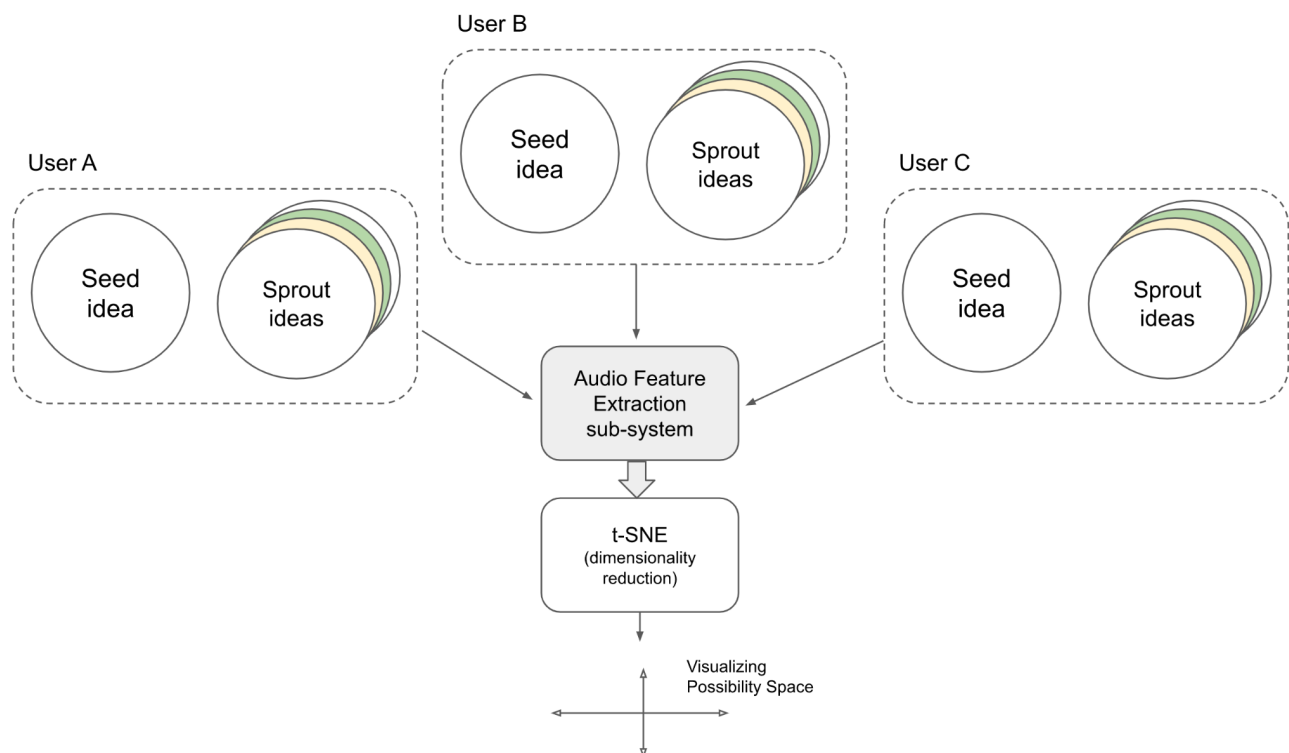 User B
Seed
idea
Sprout
ideas
User A
Seed
idea
Sprout
ideas
User C
Seed
idea
Sprout
ideas
Audio Feature
Extraction
sub-system
t-SNE
(dimensionality
reduction)
Visualizing
Possibility Space